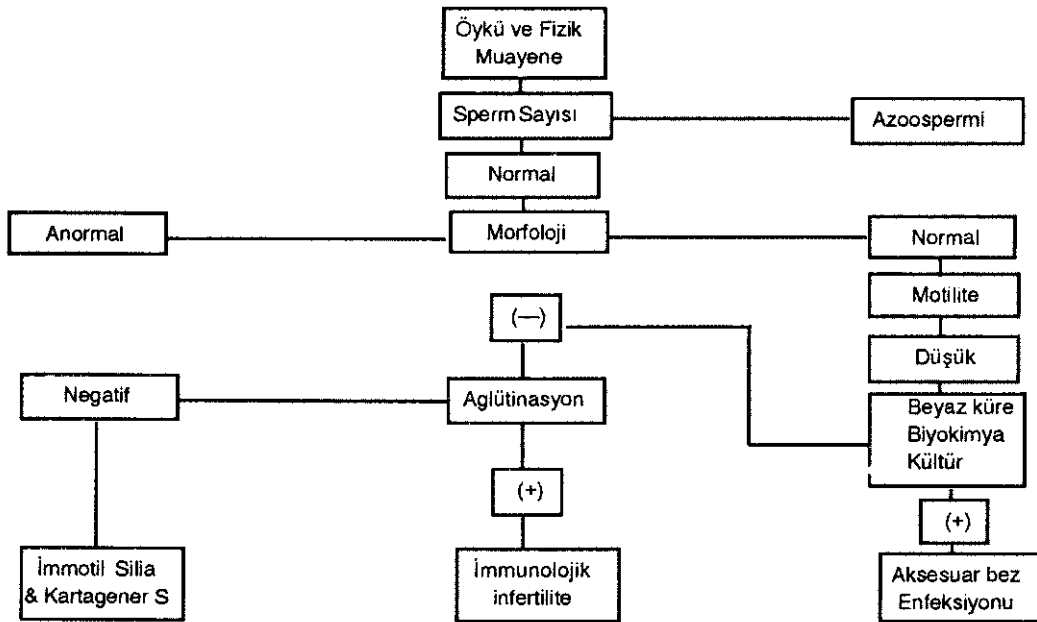 Öykü ve Fizik
Muayene
Sperm Sayısı
Azoospermi
Normal
Anormal
Morfoloji
Normal
Motilite
(—)
Düşük
Negatif
Aglütinasyon
Beyaz küre
Biyokimya
Kültür
(+)
(+)
İmmotil Silia
& Kartagener S
İmmunolojik
infertilite
Aksesuar bez
Enfeksiyonu